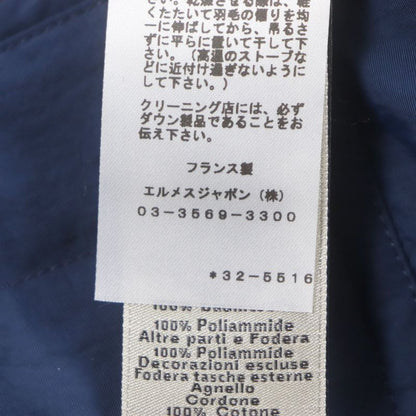 さい。乾燥させる際は、軽
くたたいて羽毛の偏りを均
一に伸ばしてから、吊るさ
ずに平らに置いて干して下
さい。（高温のストーブな
どに近付け過ぎないように
して下さい。）
クリーニング店には、必ず
ダウン製品であることをお
伝え下さい。
フランス製
エルメスジャポン（株）
03-3569-3300
*32-5516
100% Poliammide
Altre parti e Fodera
100% Poliammide
Decorazioni escluse
Fodera tasche esterne
Agnello
Cordone
100% Cotone